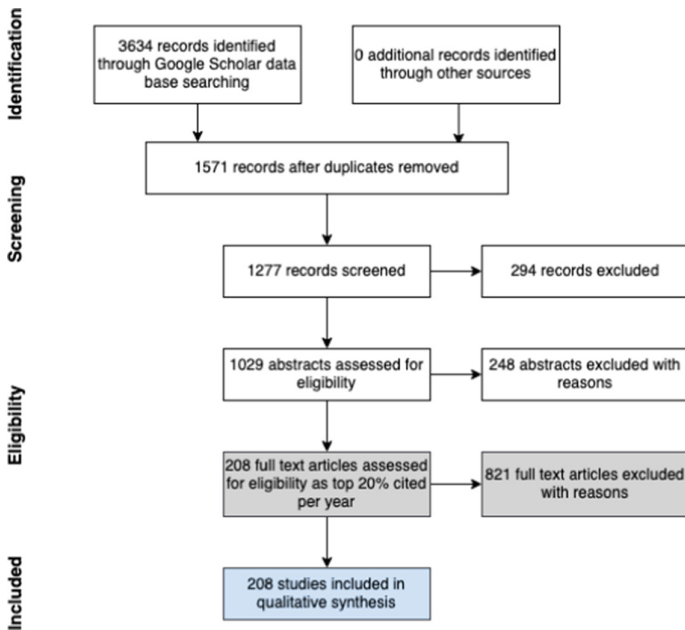 Identification
3634 records identified
through Google Scholar data
base searching
0 additional records identified
through other sources
1571 records after duplicates removed
Screening
1277 records screened
294 records excluded
Eligibility
1029 abstracts assessed for
eligibility
248 abstracts excluded with
reasons
208 full text articles assessed
for eligibility as top 20% cited
per year
821 full text articles excluded
with reasons
Included
208 studies included in
qualitative synthesis